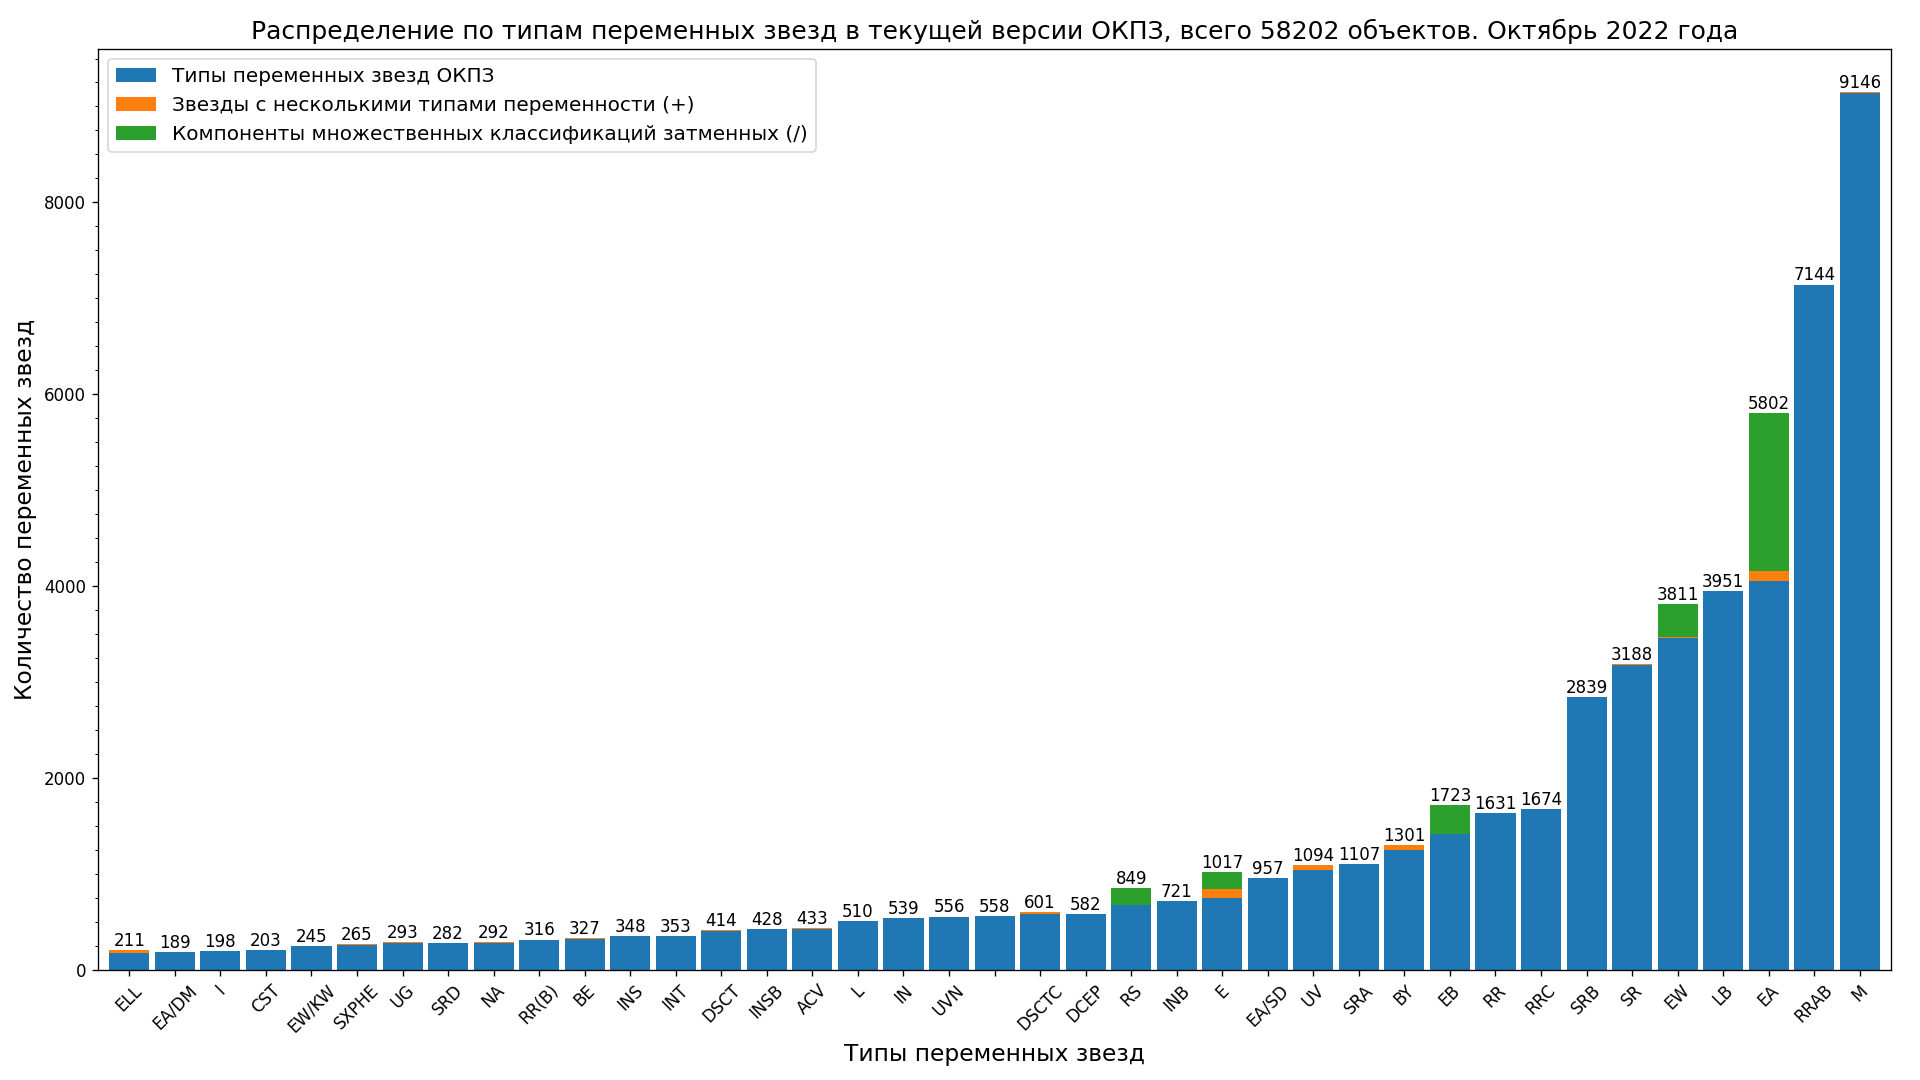 Распределение по типам переменных звезд в текущей версии ОКПЗ, всего 58202 объектов. Октябрь 2022 года
Типы переменных звезд ОКПЗ
Звезды с несколькими типами переменности (+)
Компоненты множественных классификаций затменных (/)
Количество переменных звезд
8000
6000
4000
2000
0
211 189 198 203 245 265 293 282 292 316 327 348 353 414 428 433 510 539 556 558 601 582 849 721 1017 957 1094 1107 1301 1723 1631 1674 2839 3188 3811 3951 5802 7144 9146
ELL EA/DM I CST EW/KW SXPHE UG SRD NA RR(B) BE INS INT DSCT INSB ACV L IN UVN DSCTC DCEP RS INB E EA/SD UV SRA BY EB RR RRC SRB SR EW LB EA RRAB M
Типы переменных звезд